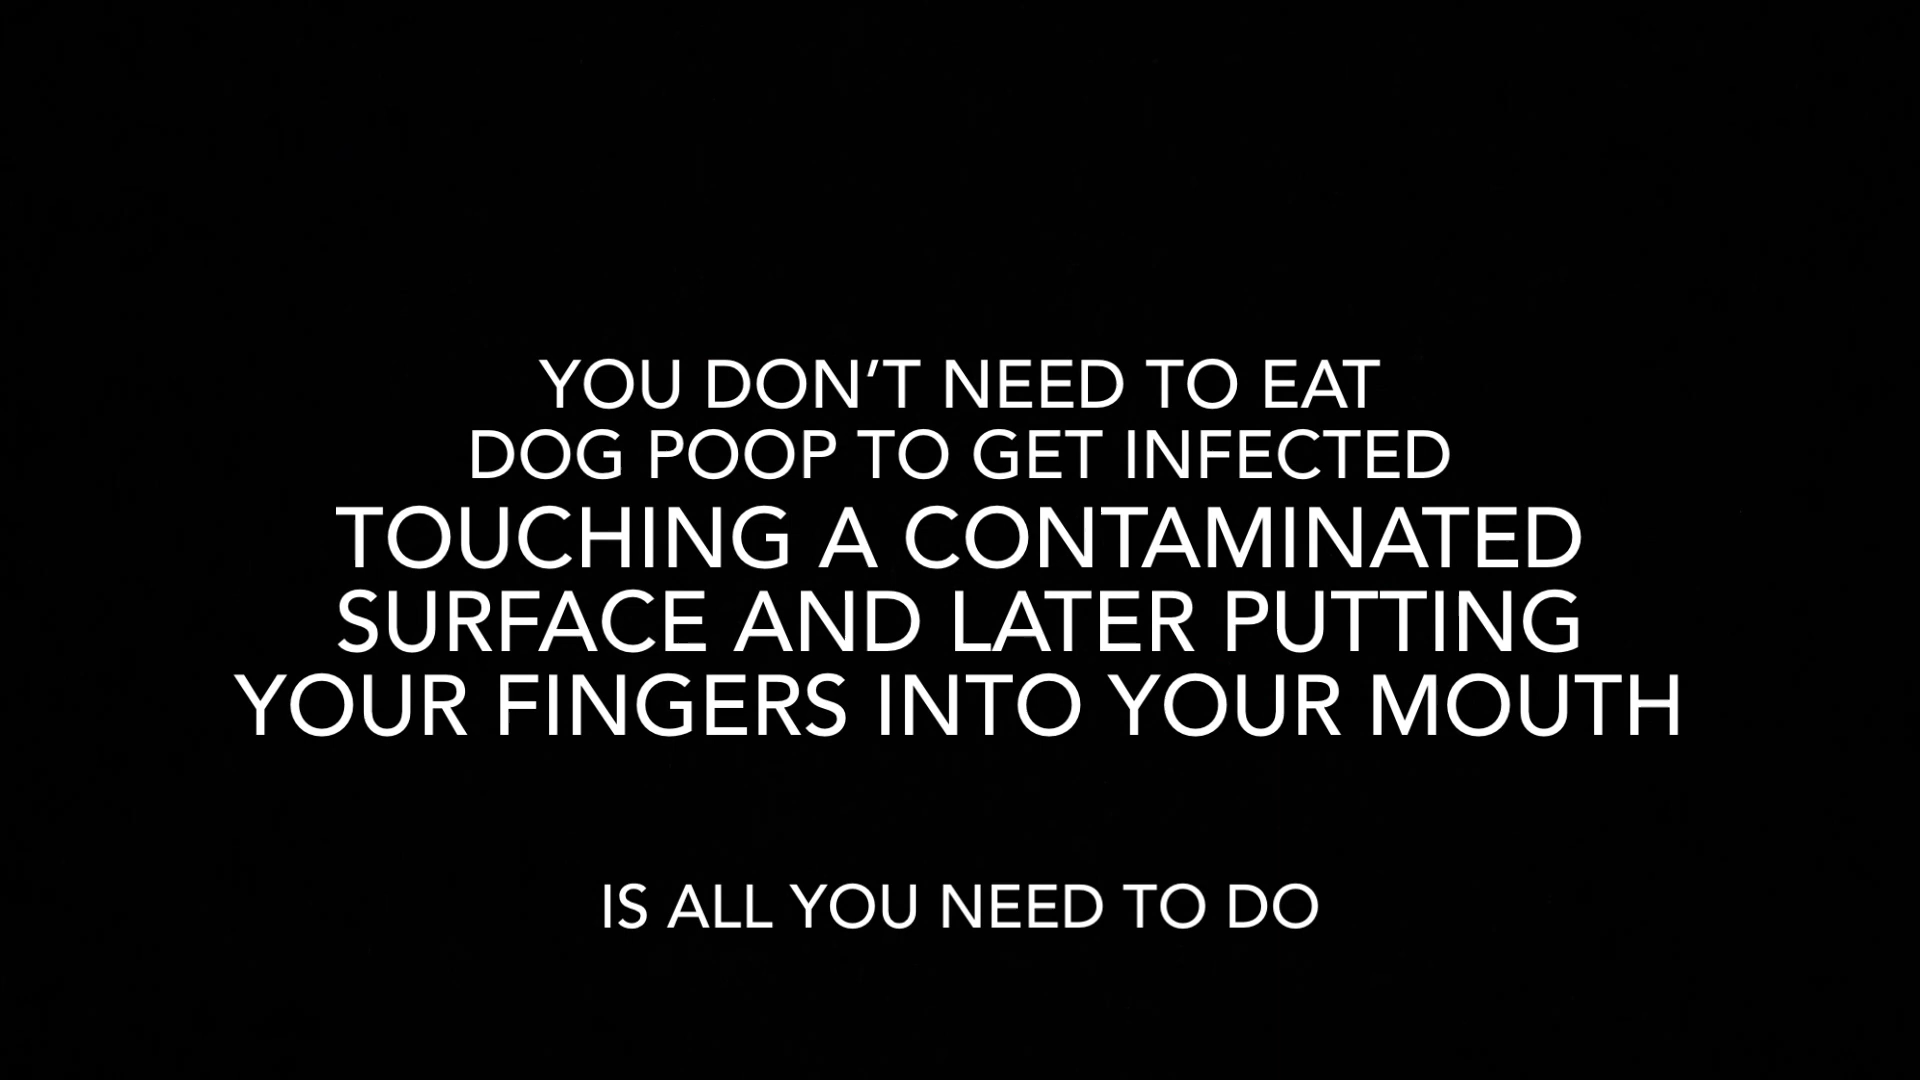 YOU DON’T NEED TO EAT
DOG POOP TO GET INFECTED
TOUCHING A CONTAMINATED
SURFACE AND LATER PUTTING
YOUR FINGERS INTO YOUR MOUTH
IS ALL YOU NEED TO DO